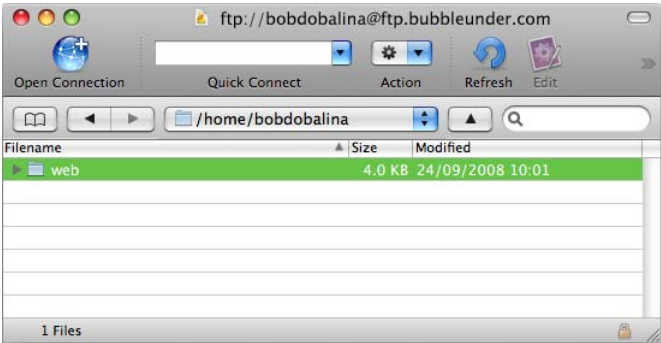 ftp://bobdobalina@ftp.bubbleunder.com
Open Connection Quick Connect Action Refresh Edit
/home/bobdobalina
Filename Size Modified
web 4.0 KB 24/09/2008 10:01
1 Files